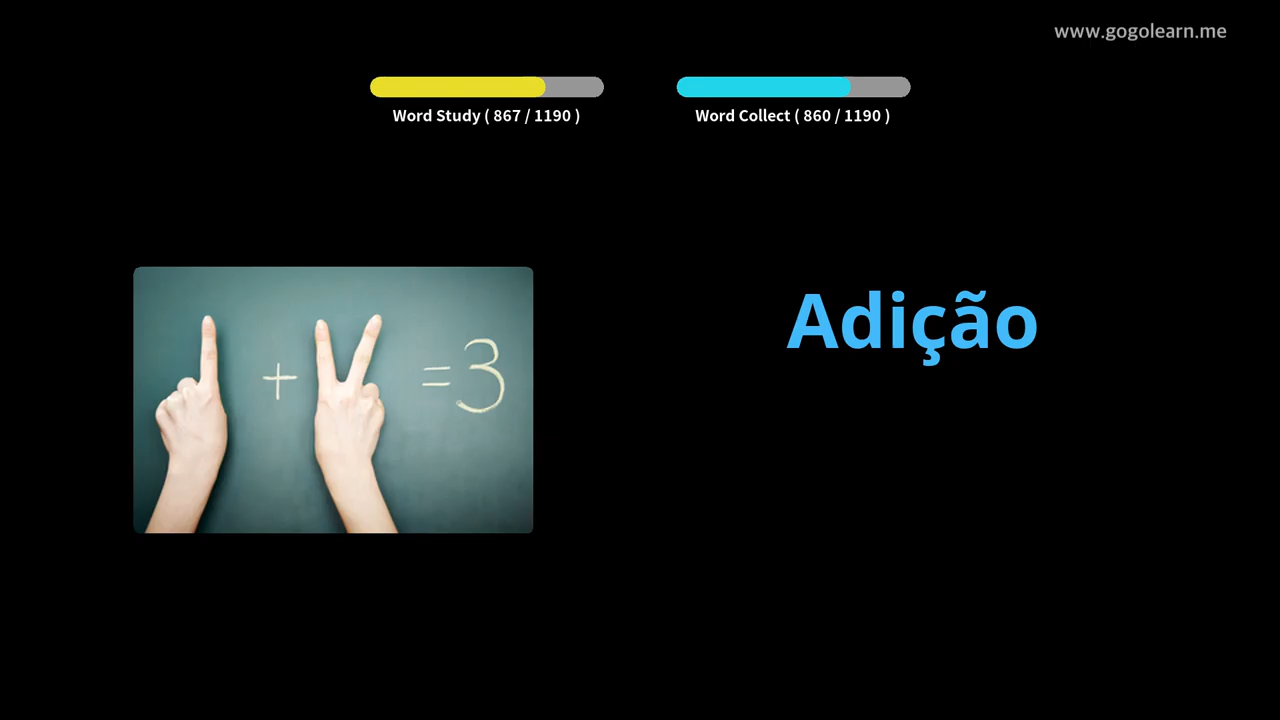 www.gogolearn.me
Word Study ( 867 / 1190 )
Word Collect ( 860 / 1190 )
Adição
+ = 3